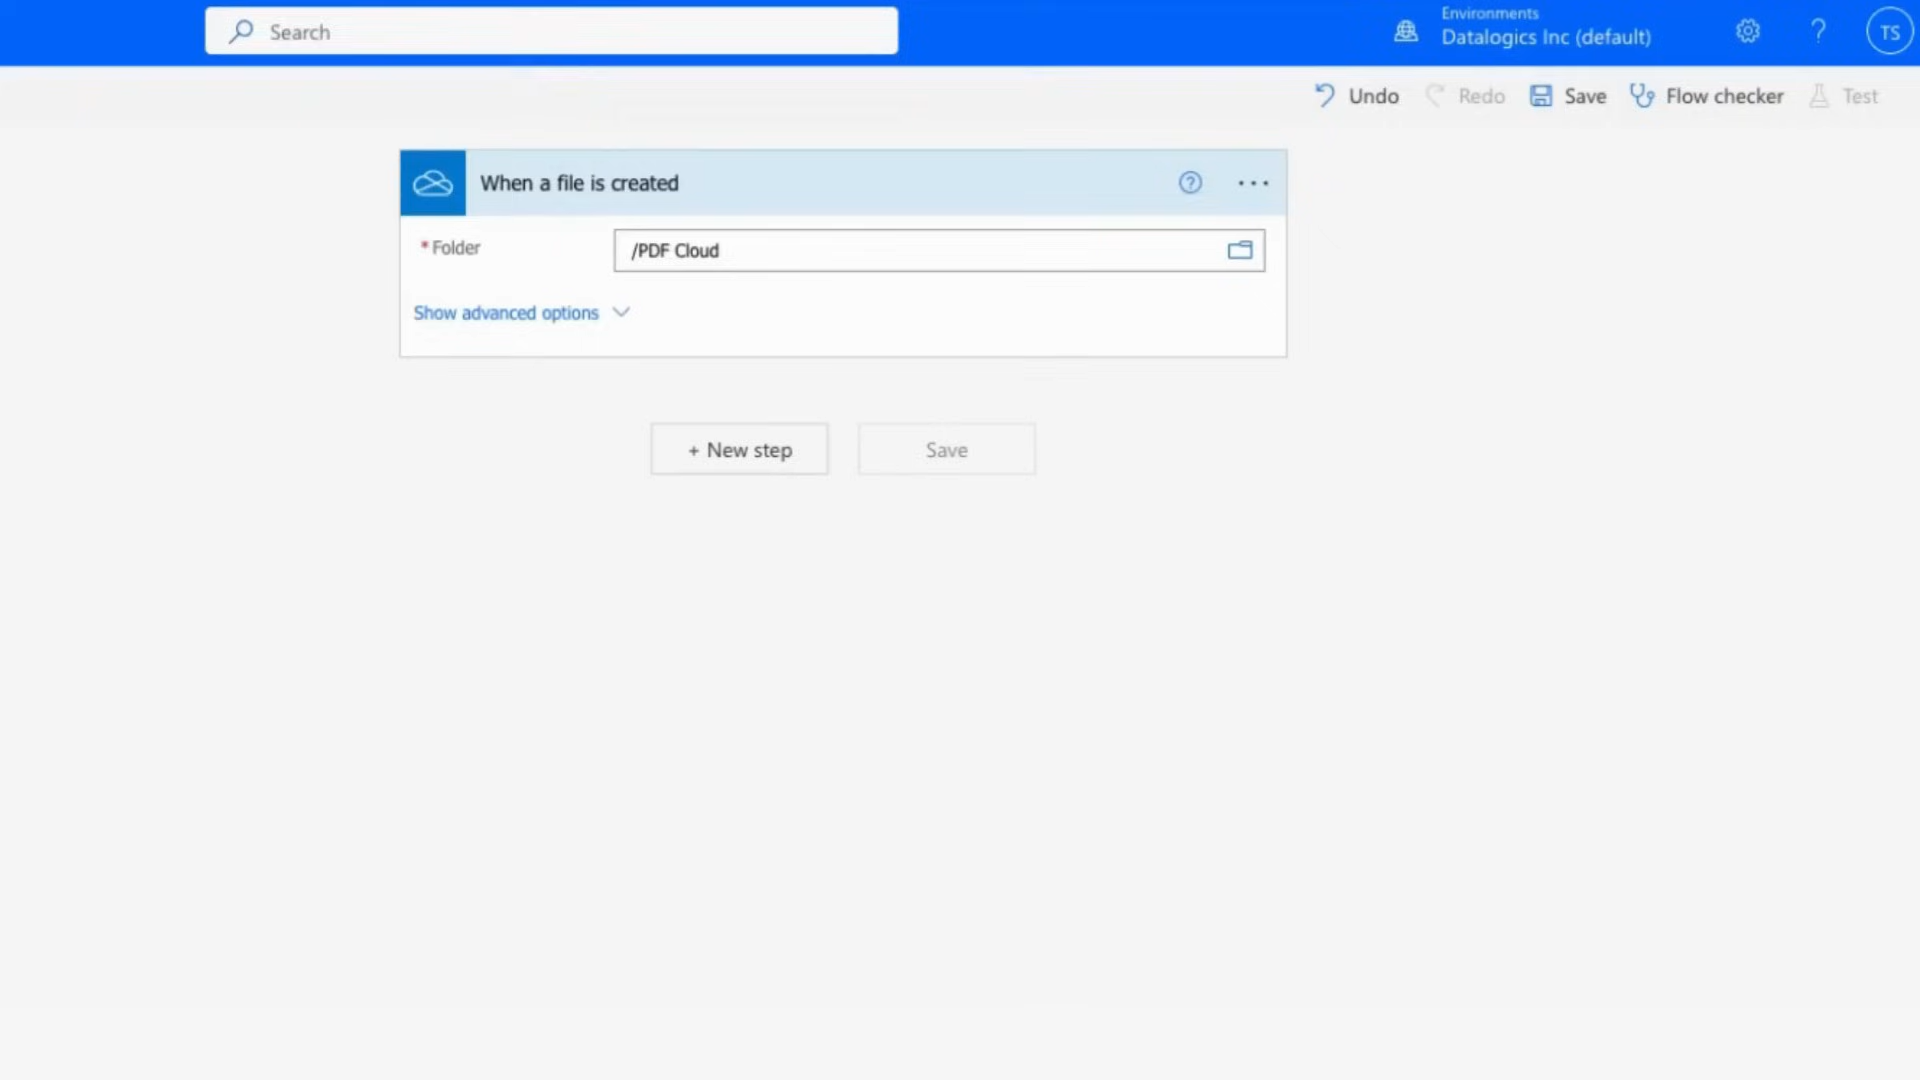 Search
Environments
Datalogics Inc (default)
?
TS
Undo
Redo
Save
Flow checker
Test
When a file is created
?
...
* Folder
/PDF Cloud
Show advanced options
+ New step
Save